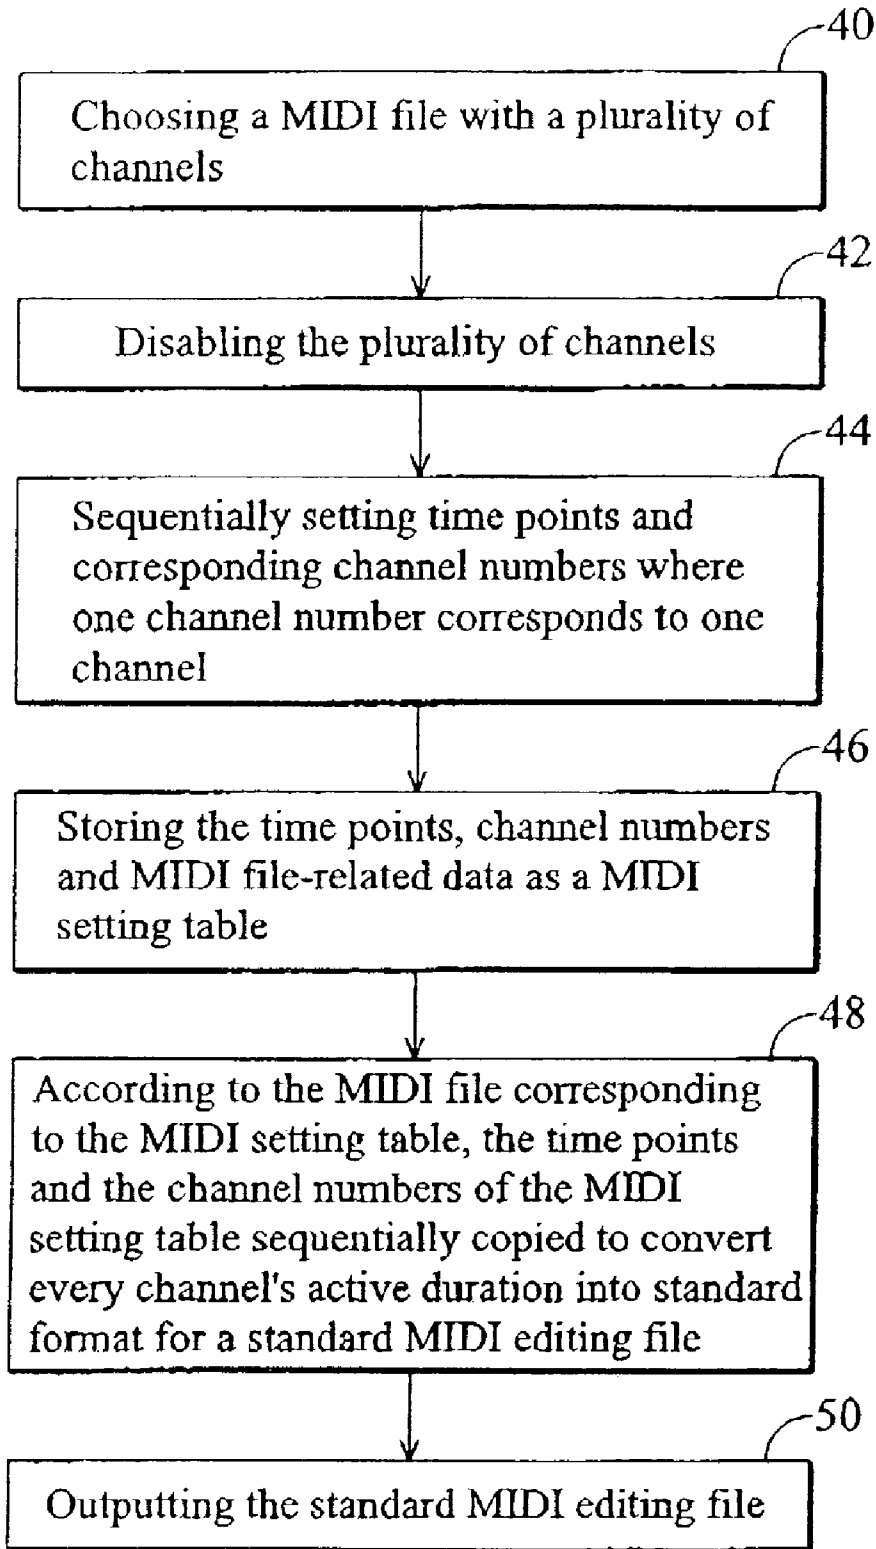 40
Choosing a MIDI file with a plurality of
channels
42
Disabling the plurality of channels
44
Sequentially setting time points and
corresponding channel numbers where
one channel number corresponds to one
channel
46
Storing the time points, channel numbers
and MIDI file-related data as a MIDI
setting table
48
According to the MIDI file corresponding
to the MIDI setting table, the time points
and the channel numbers of the MIDI
setting table sequentially copied to convert
every channel's active duration into standard
format for a standard MIDI editing file
50
Outputting the standard MIDI editing file